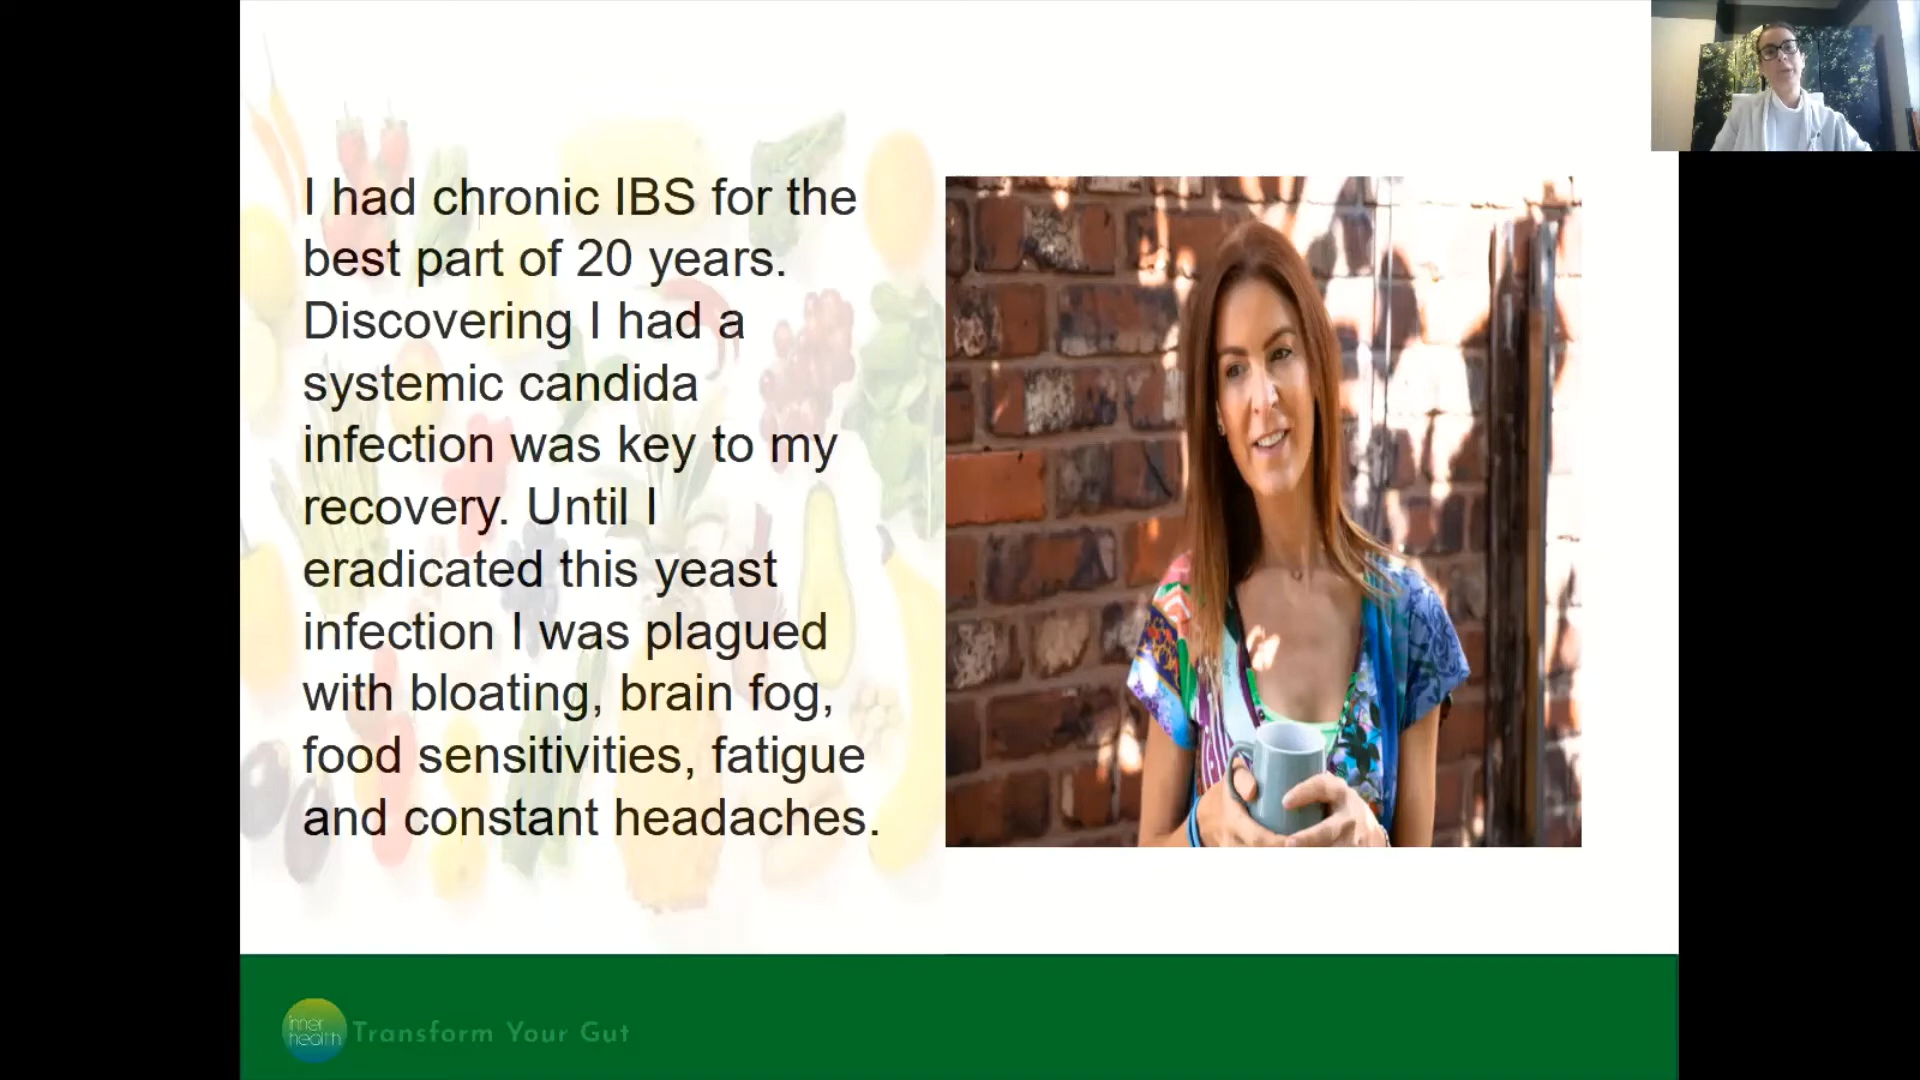 I had chronic IBS for the
best part of 20 years.
Discovering I had a
systemic candida
infection was key to my
recovery. Until I
eradicated this yeast
infection I was plagued
with bloating, brain fog,
food sensitivities, fatigue
and constant headaches.
inner
health
Transform Your Gut